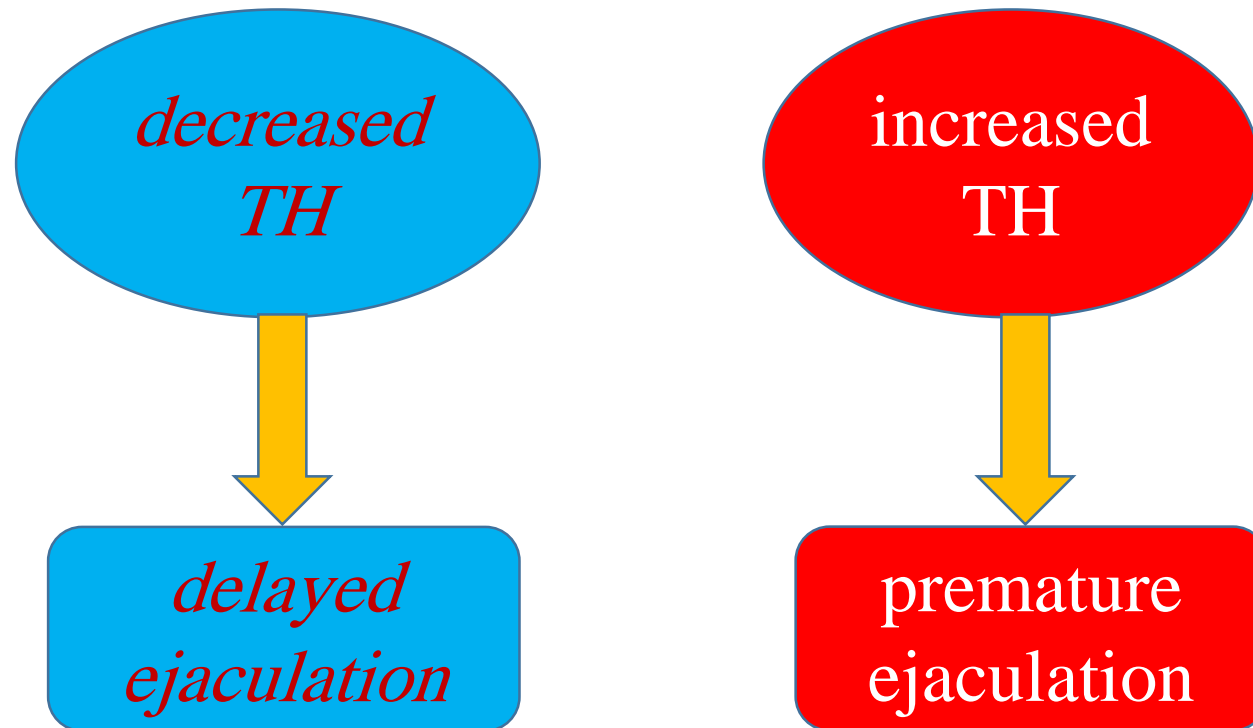 decreased
TH
increased
TH
delayed
ejaculation
premature
ejaculation